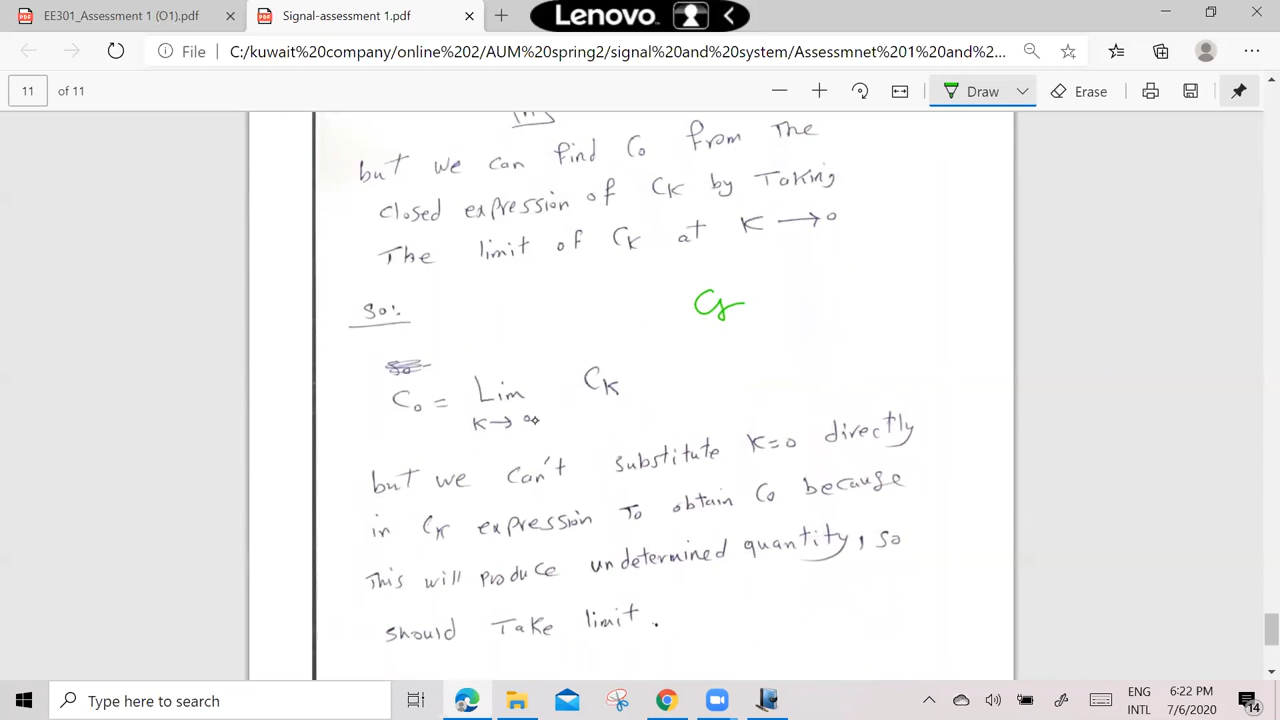 EE301_Assessment 1 (O1).pdf
Signal-assessment 1.pdf
Lenovo
File
C:/kuwait%20company/online%202/AUM%20spring2/signal%20and%20system/Assessmnet%201%20and%2...
11 of 11
Draw
Erase
but we can find C0 from The
closed expression of CK by Taking
The limit of CK at K → 0
So:
C0 = Lim CK
K→ 0
but we can't substitute K=0 directly
in CK expression To obtain C0 because
This will produce undetermined quantity, so
should Take limit.
Type here to search
ENG
INTL
6:22 PM
7/6/2020
14